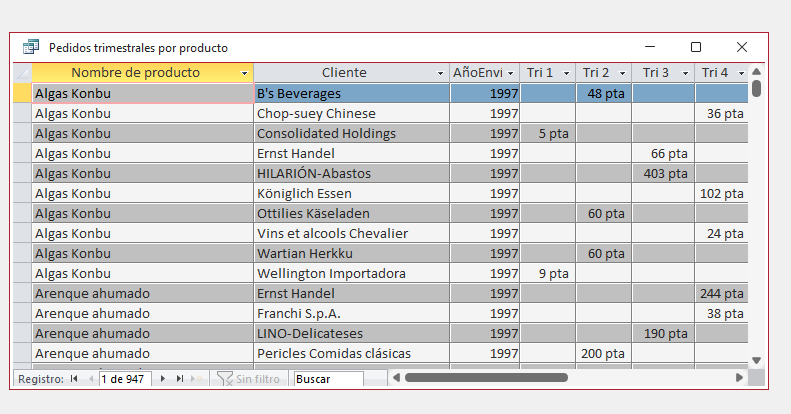 Pedidos trimestrales por producto
Nombre de producto Cliente AñoEnvi Tri 1 Tri 2 Tri 3 Tri 4
Algas Konbu B's Beverages 1997 48 pta
Algas Konbu Chop-suey Chinese 1997 36 pta
Algas Konbu Consolidated Holdings 1997 5 pta
Algas Konbu Ernst Handel 1997 66 pta
Algas Konbu HILARIÓN-Abastos 1997 403 pta
Algas Konbu Königlich Essen 1997 102 pta
Algas Konbu Ottilies Käseladen 1997 60 pta
Algas Konbu Vins et alcools Chevalier 1997 24 pta
Algas Konbu Wartian Herkku 1997 60 pta
Algas Konbu Wellington Importadora 1997 9 pta
Arenque ahumado Ernst Handel 1997 244 pta
Arenque ahumado Franchi S.p.A. 1997 38 pta
Arenque ahumado LINO-Delicateses 1997 190 pta
Arenque ahumado Pericles Comidas clásicas 1997 200 pta
Registro: 1 de 947 Sin filtro Buscar